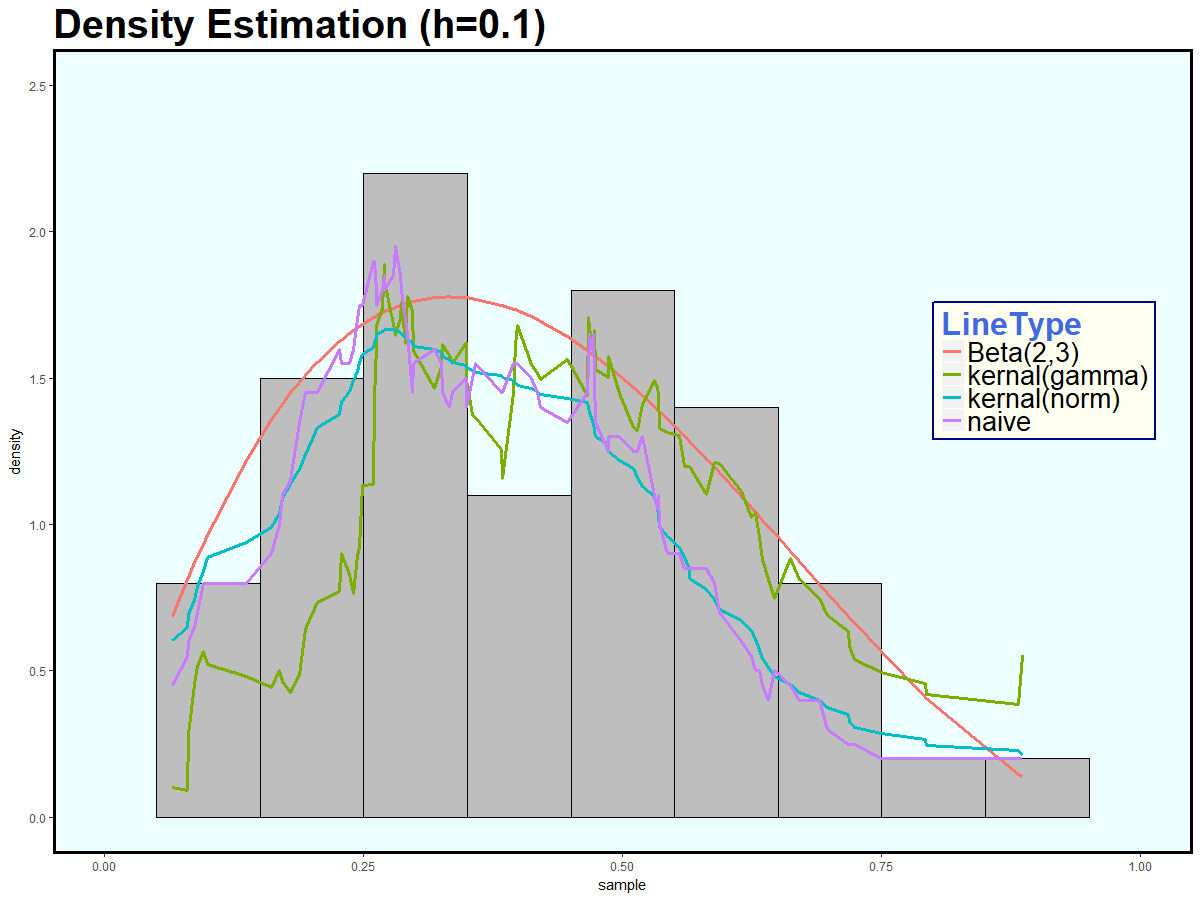 Density Estimation (h=0.1)
2.5
2.0
1.5
1.0
0.5
0.0
density
0.00 0.25 0.50 0.75 1.00
sample
LineType
Beta(2,3)
kernal(gamma)
kernal(norm)
naive